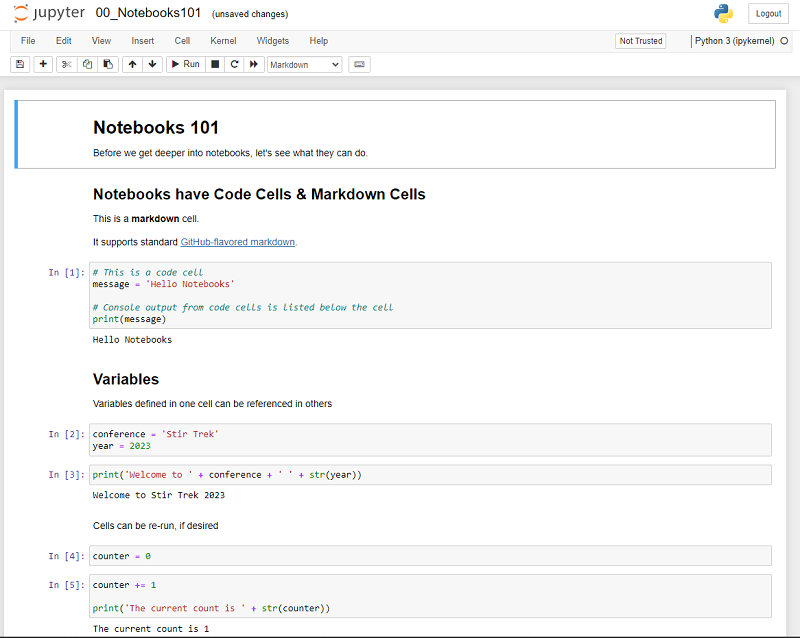 jupyter 00_Notebooks101 (unsaved changes) Logout
File Edit View Insert Cell Kernel Widgets Help Not Trusted Python 3 (ipykernel)
Run Markdown
Notebooks 101
Before we get deeper into notebooks, let's see what they can do.
Notebooks have Code Cells & Markdown Cells
This is a markdown cell.
It supports standard GitHub-flavored markdown.
In [1]: # This is a code cell
message = 'Hello Notebooks'
# Console output from code cells is listed below the cell
print(message)
Hello Notebooks
Variables
Variables defined in one cell can be referenced in others
In [2]: conference = 'Stir Trek'
year = 2023
In [3]: print('Welcome to ' + conference + ' ' + str(year))
Welcome to Stir Trek 2023
Cells can be re-run, if desired
In [4]: counter = 0
In [5]: counter += 1
print('The current count is ' + str(counter))
The current count is 1